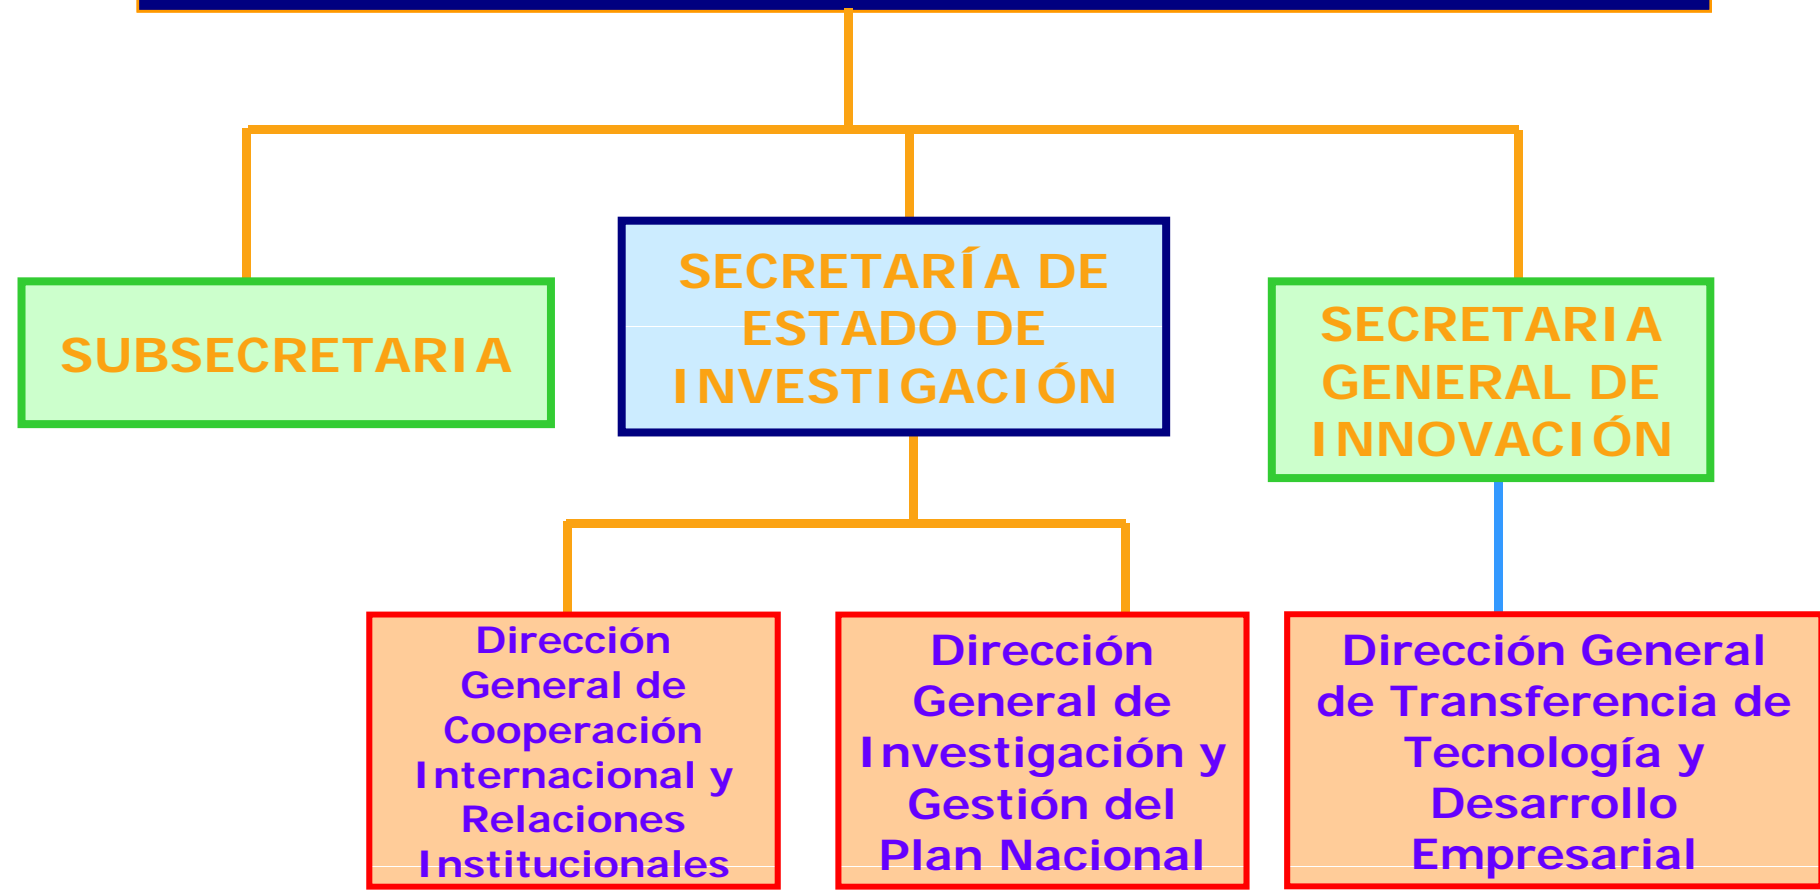 SUBSECRETARIA
SECRETARÍA DE
ESTADO DE
INVESTIGACIÓN
SECRETARIA
GENERAL DE
INNOVACIÓN
Dirección
General de
Cooperación
Internacional y
Relaciones
Institucionales
Dirección
General de
Investigación y
Gestión del
Plan Nacional
Dirección General
de Transferencia de
Tecnología y
Desarrollo
Empresarial